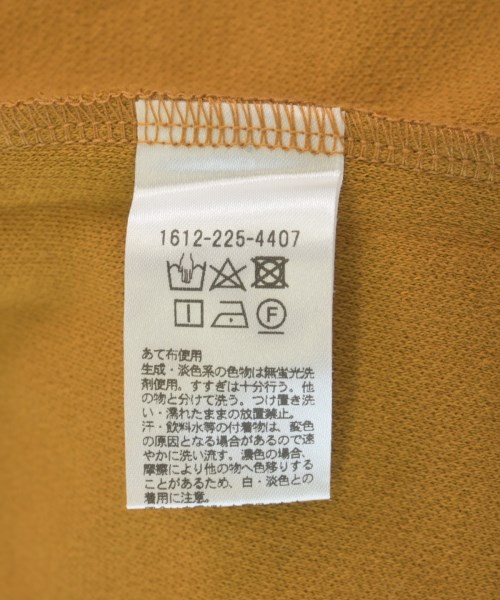 1612-225-4407
F
あて布使用
生成・淡色系の色物は無蛍光洗
剤使用。すすぎは十分行う。他
の物と分けて洗う。つけ置き洗
い・濡れたままの放置禁止。
汗・飲料水等の付着物は、変色
の原因となる場合があるので速
やかに洗い流す。濃色の場合、
摩擦により他の物へ色移りする
ことがあるため、白・淡色との
着用に注意。